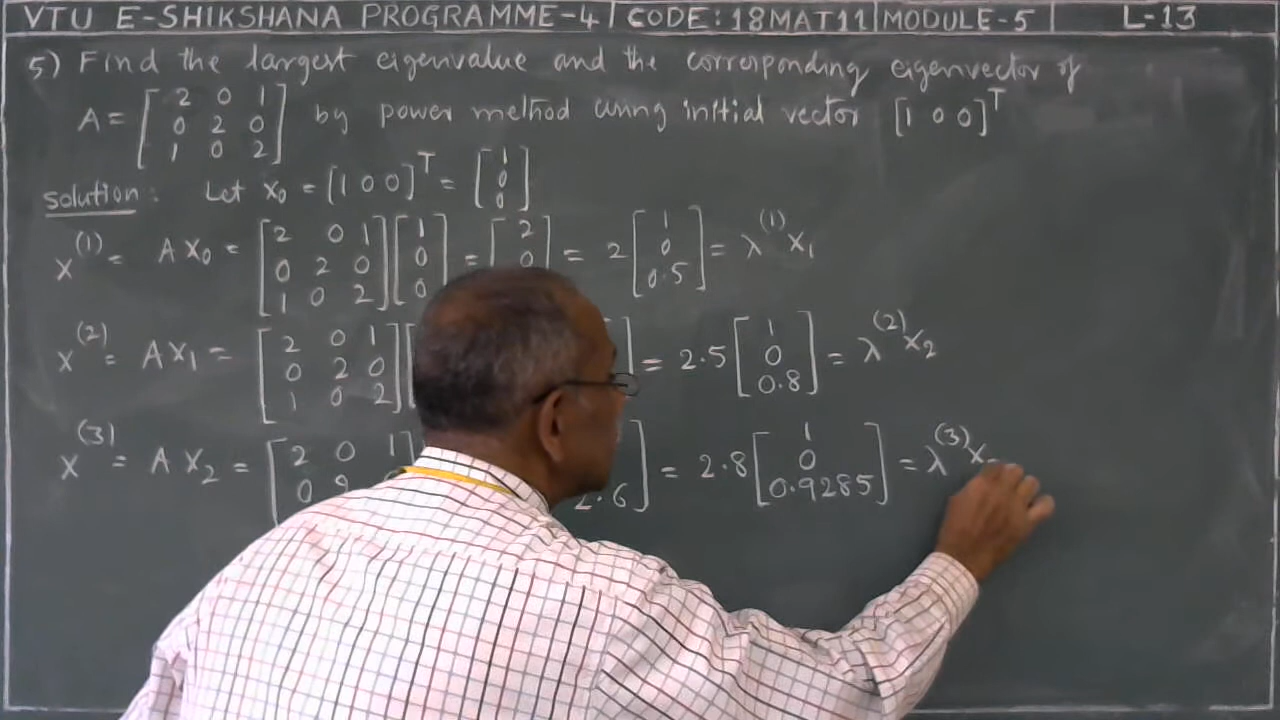 VTU E-SHIKSHANA PROGRAMME-4 | CODE: 18MAT11 | MODULE-5 | L-13
5) Find the largest eigenvalue and the corresponding eigenvector of
A = [2 0 1
0 2 0
1 0 2] by power method using initial vector [1 0 0]^T
Solution: Let x₀ = [1 0 0]^T = [1
0
0]
x^(1) = A x₀ = [2 0 1
0 2 0
1 0 2] [1
0
0] = [2
0 = 2 [1
0
0.5] = λ^(1) x₁
x^(2) = A x₁ = [2 0 1
0 2 0
1 0 2] [ ] = 2.5 [1
0
0.8] = λ^(2) x₂
x^(3) = A x₂ = [2 0 1
0 2
2.6] = 2.8 [1
0
0.9285] = λ^(3) x